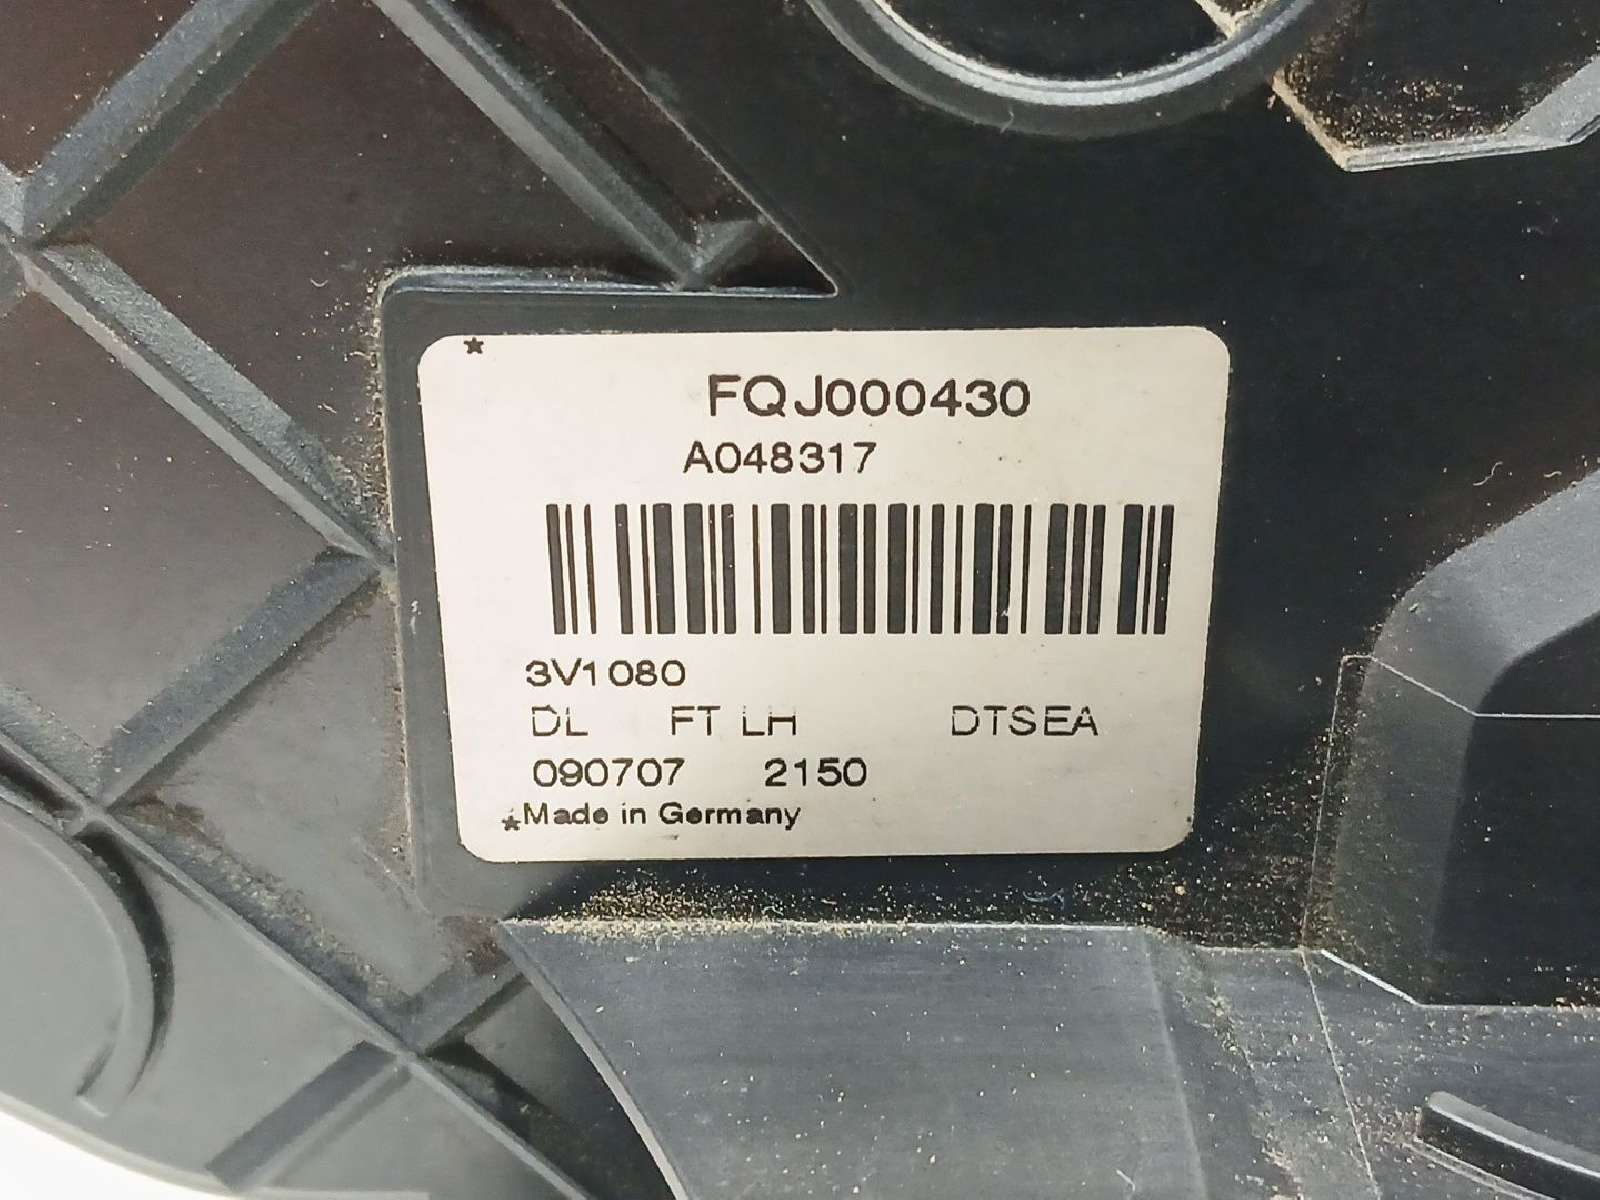 *
FQJ000430
A048317
3V1080
DL FT LH DTSEA
090707 2150
*Made in Germany